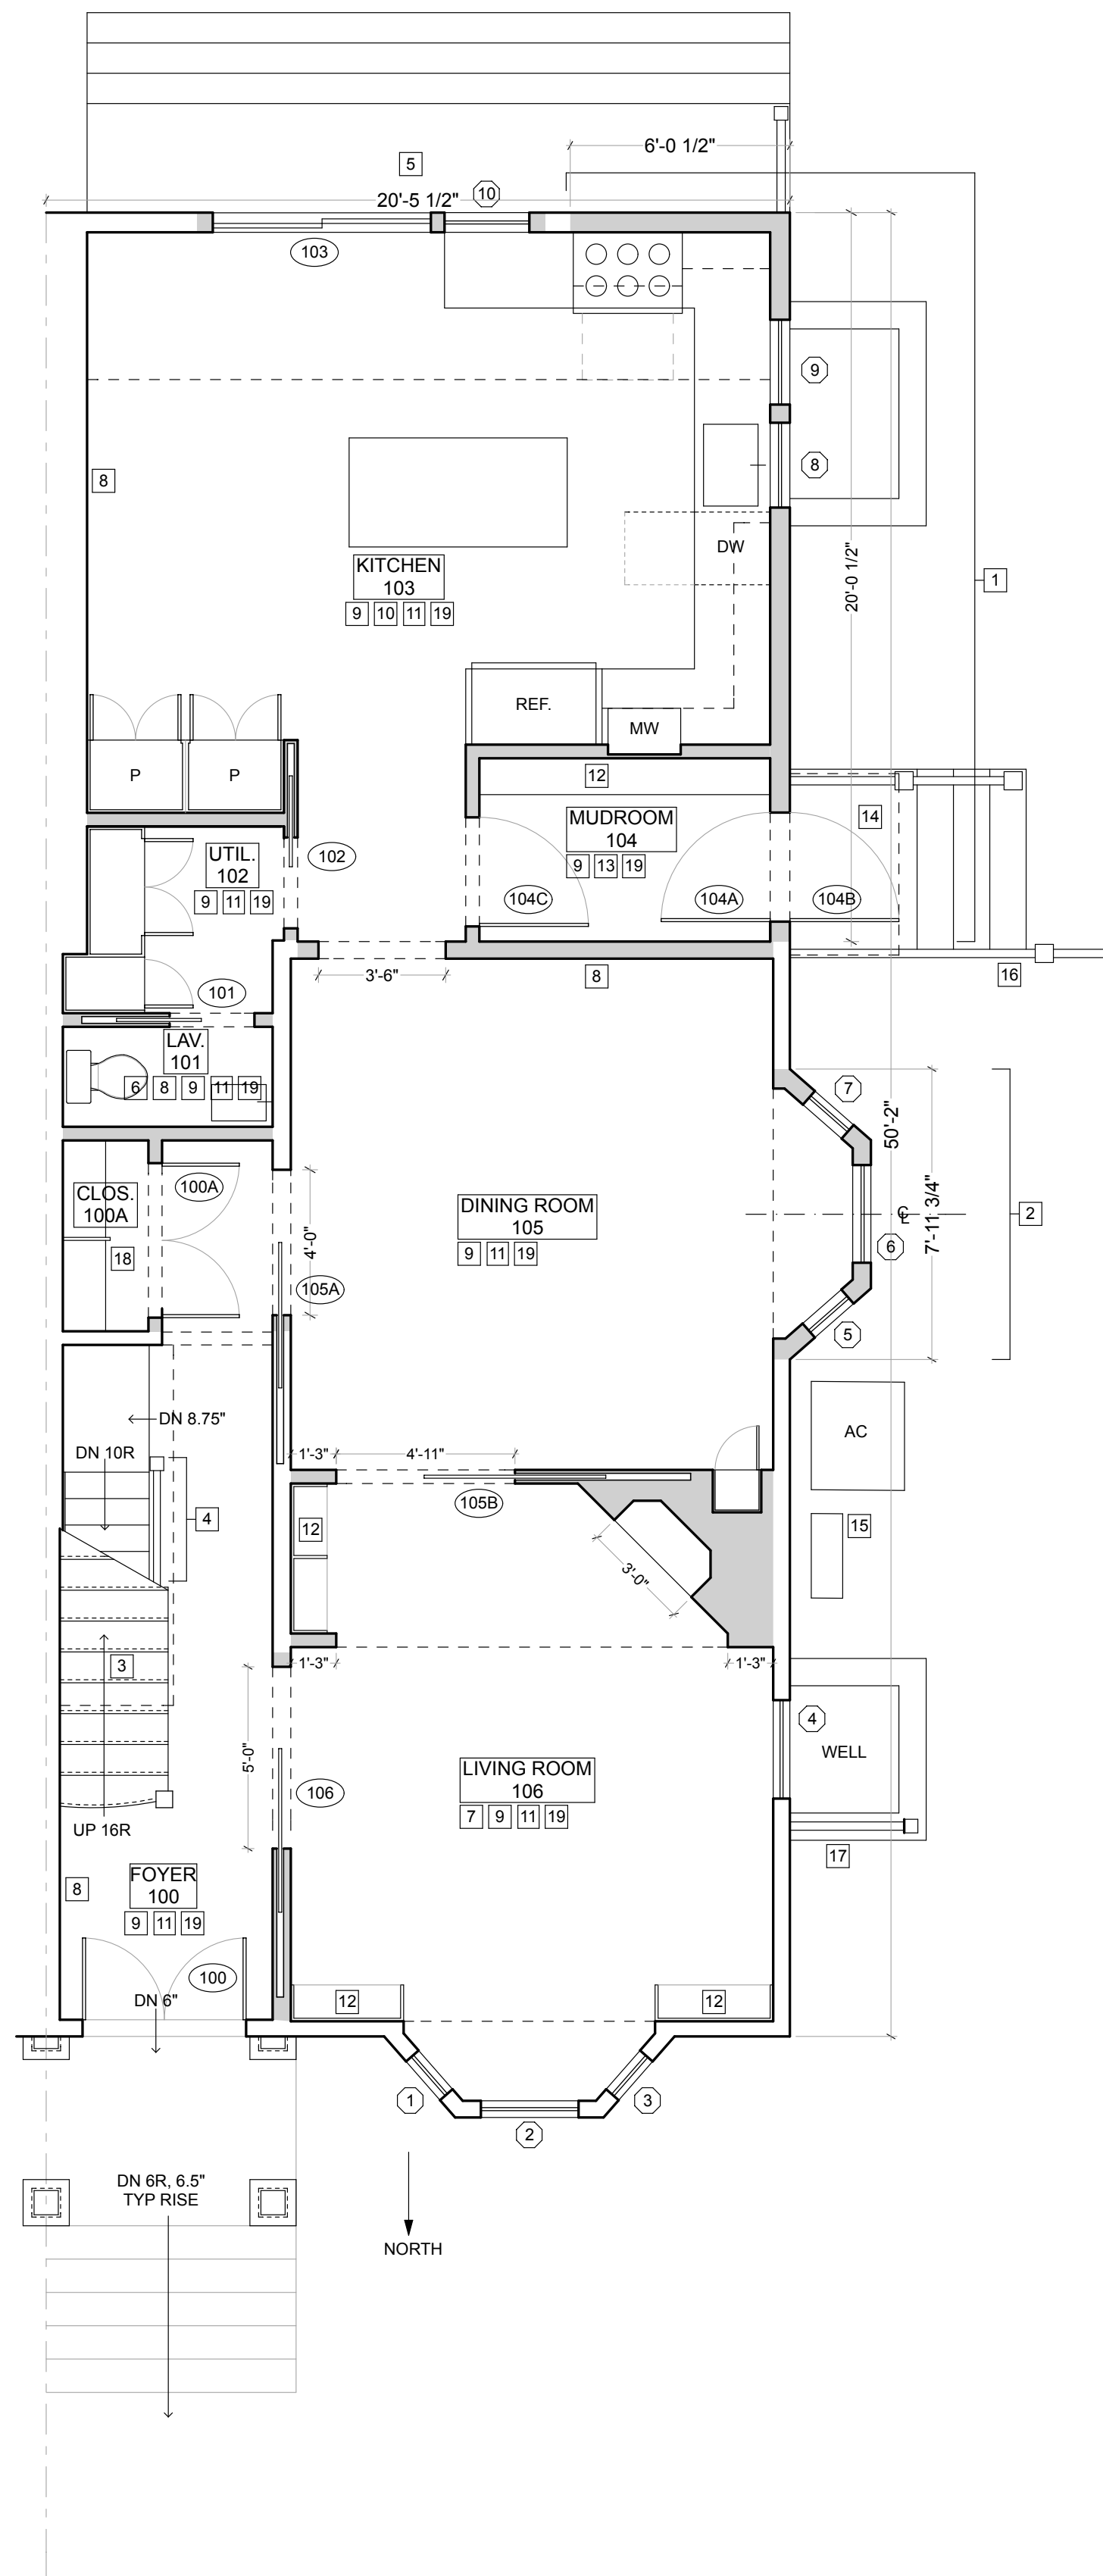 6'-0 1/2"
5
20'-5 1/2"
10
103
9
8
8
DW
20'-0 1/2"
1
KITCHEN
103
9 10 11 19
REF.
MW
P P
12
14
MUDROOM
104
9 13 19
UTIL.
102
9 11 19
102
104C
104A
104B
3'-6"
8
16
101
LAV.
101
6 8 9 11 19
7
50'-2"
CLOS.
100A
100A
18
DINING ROOM
105
9 11 19
4'-0"
105A
CL
7'-11 3/4"
2
6
5
DN 8.75"
DN 10R
1'-3"
4'-11"
AC
105B
4
12
15
3'-0"
3
1'-3"
1'-3"
4
WELL
5'-0"
LIVING ROOM
106
7 9 11 19
106
UP 16R
17
8
FOYER
100
9 11 19
100
DN 6"
12
12
1
2
3
DN 6R, 6.5"
TYP RISE
NORTH